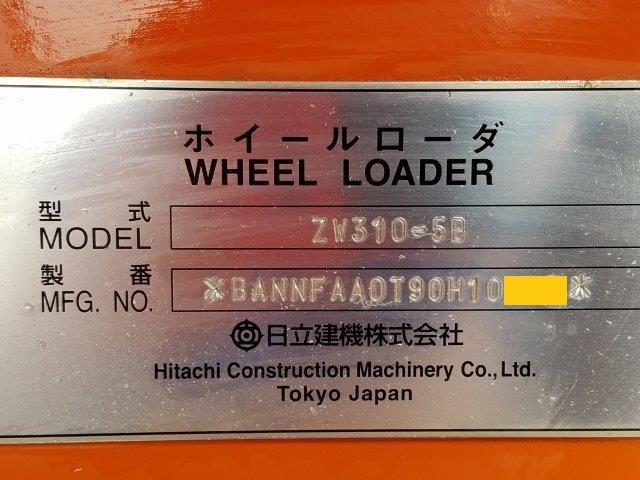 ホイールローダ
WHEEL LOADER
型式 ZW310-5B
MODEL
製番 *BANNFAA0T90H10 *
MFG. NO.
日立建機株式会社
Hitachi Construction Machinery Co.,Ltd.
Tokyo Japan